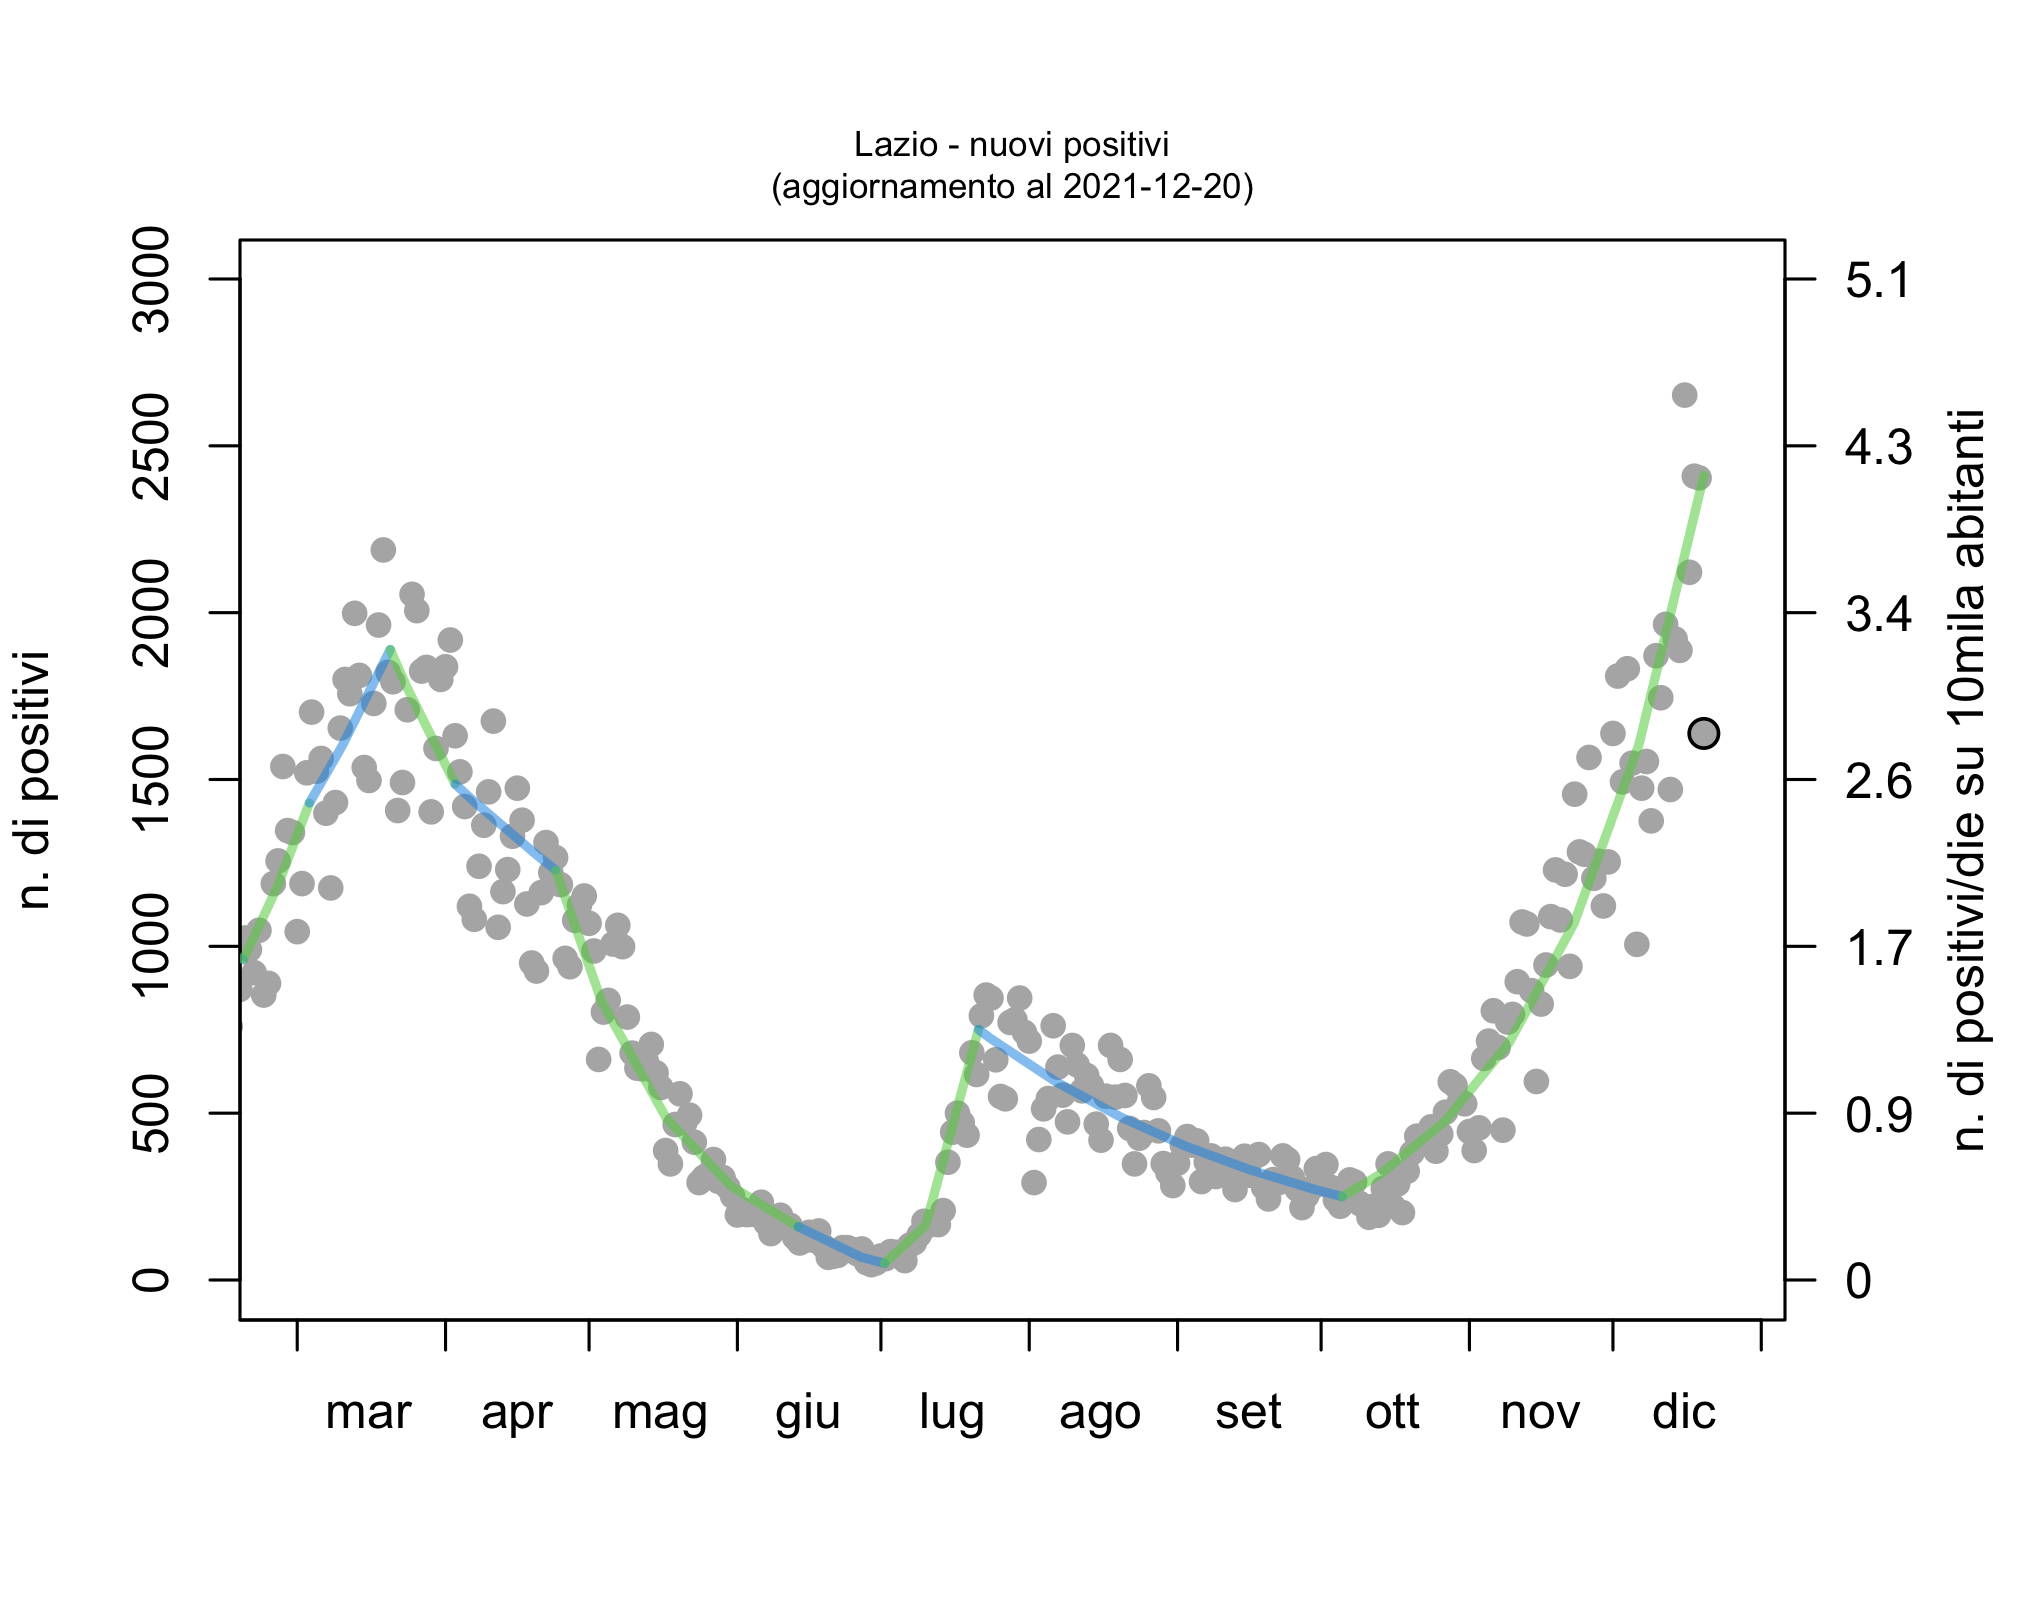 Lazio - nuovi positivi
(aggiornamento al 2021-12-20)
n. di positivi
3000
2500
2000
1500
1000
500
0
5.1
4.3
3.4
2.6
1.7
0.9
0
n. di positivi/die su 10mila abitanti
mar apr mag giu lug ago set ott nov dic